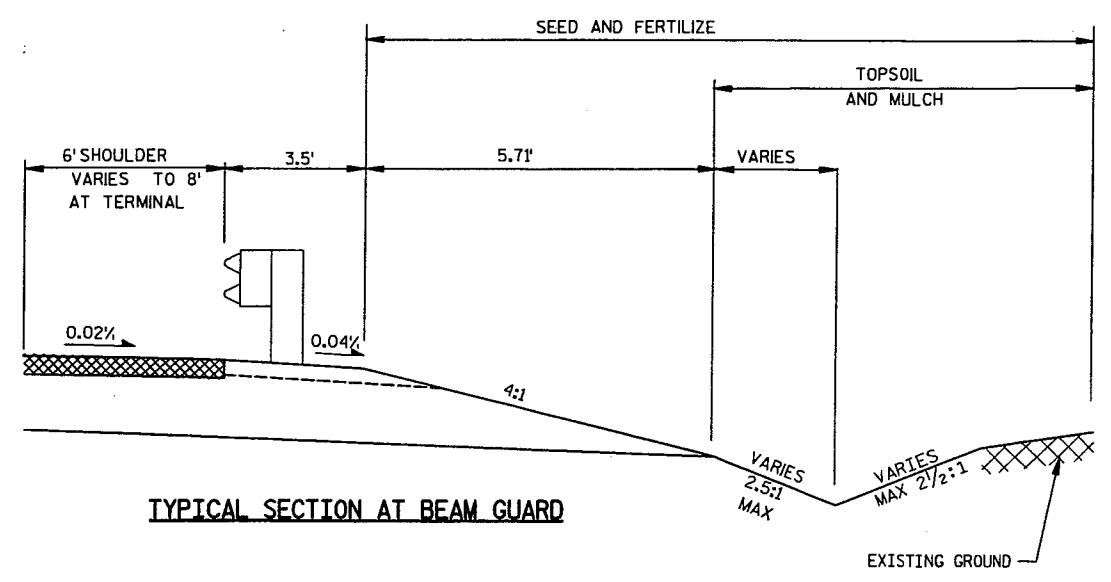 SEED AND FERTILIZE
TOPSOIL
AND MULCH
6' SHOULDER
VARIES TO 8'
AT TERMINAL
3.5'
5.71'
VARIES
0.02%
0.04%
4:1
VARIES
2.5:1
MAX
VARIES
MAX 2 1/2:1
TYPICAL SECTION AT BEAM GUARD
EXISTING GROUND